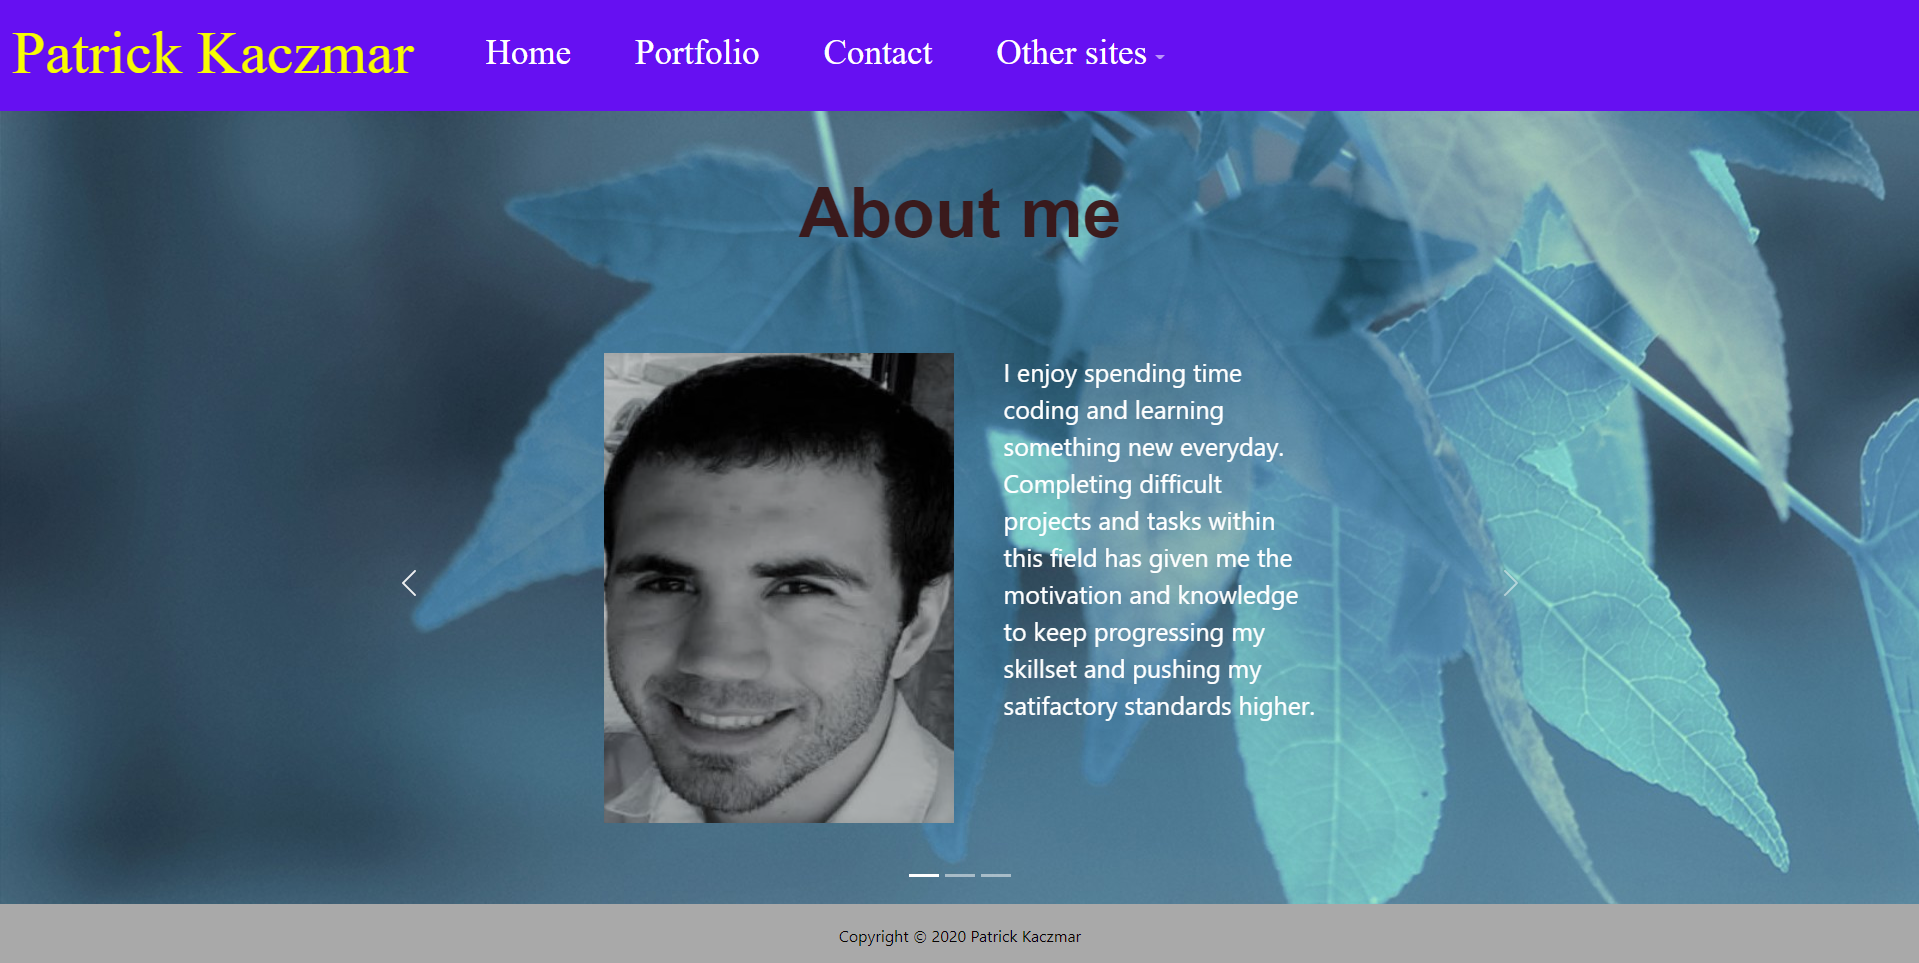 Patrick Kaczmar Home Portfolio Contact Other sites
About me
I enjoy spending time
coding and learning
something new everyday.
Completing difficult
projects and tasks within
this field has given me the
motivation and knowledge
to keep progressing my
skillset and pushing my
satifactory standards higher.
Copyright © 2020 Patrick Kaczmar